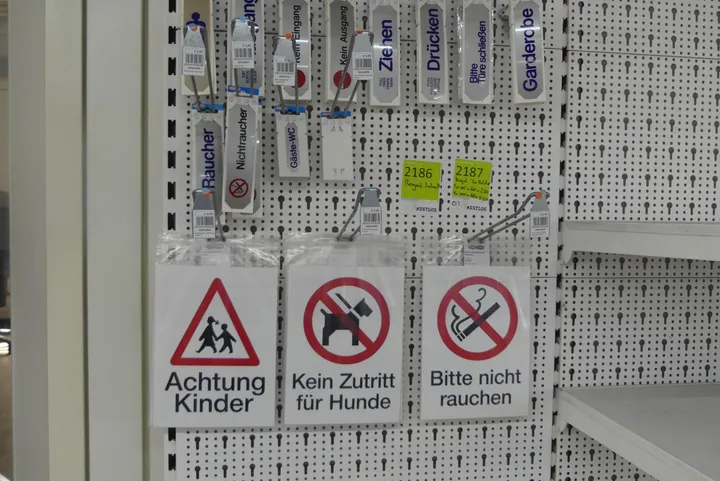 Kein Eingang
Kein Ausgang
Ziehen
Drücken
Bitte
Türe schließen
Garderobe
Raucher
Nichtraucher
Gäste-WC
2186
2187
Achtung
Kinder
Kein Zutritt
für Hunde
Bitte nicht
rauchen